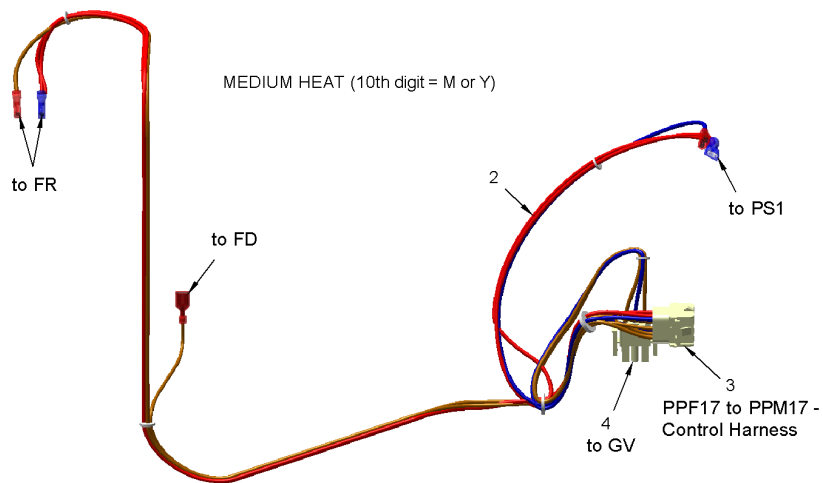 MEDIUM HEAT (10th digit = M or Y)
to FR
2
to PS1
to FD
3
PPF17 to PPM17 -
Control Harness
4
to GV